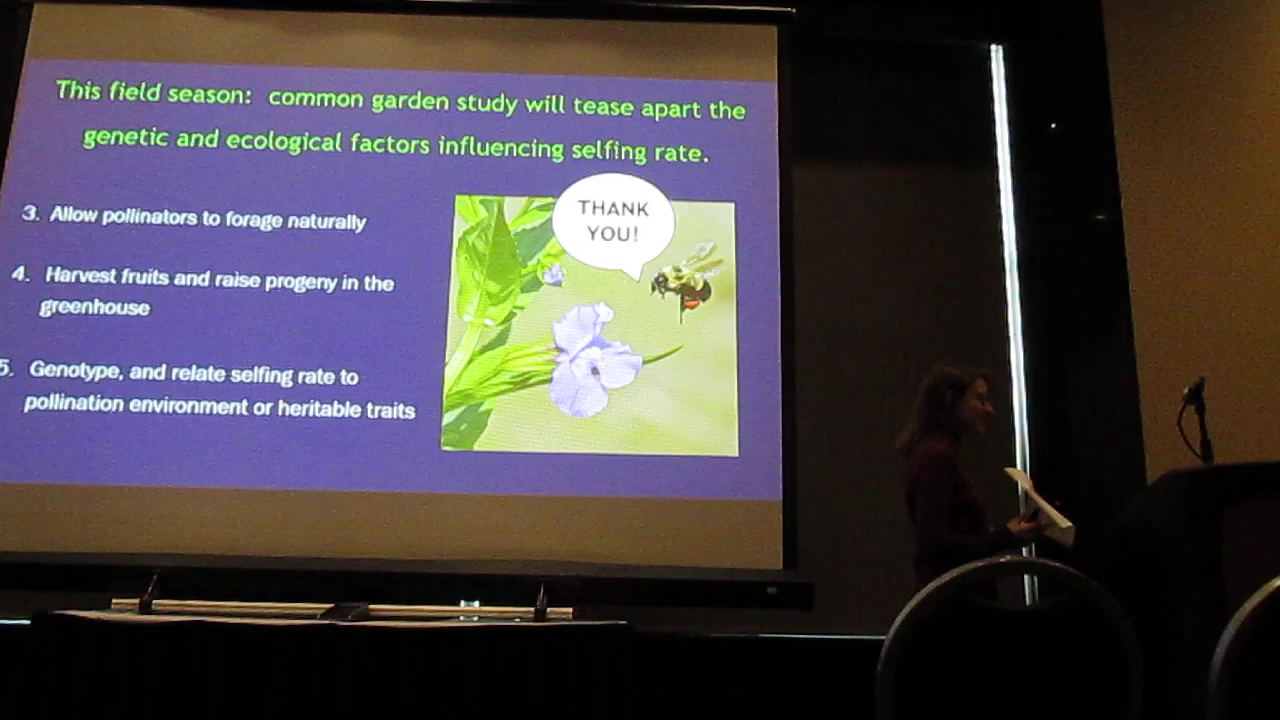 This field season: common garden study will tease apart the
genetic and ecological factors influencing selfing rate.
3. Allow pollinators to forage naturally
4. Harvest fruits and raise progeny in the
greenhouse
5. Genotype, and relate selfing rate to
pollination environment or heritable traits
THANK
YOU!